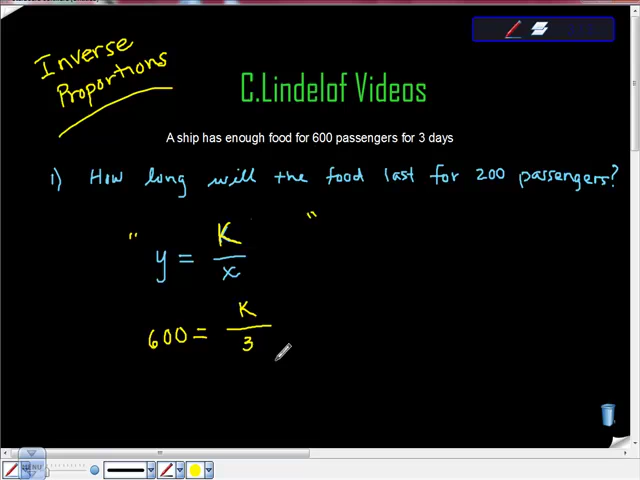 Inverse
Proportions
C.Lindelof Videos
A ship has enough food for 600 passengers for 3 days
1) How long will the food last for 200 passengers?
" y = K / x "
600 = K / 3
MENU